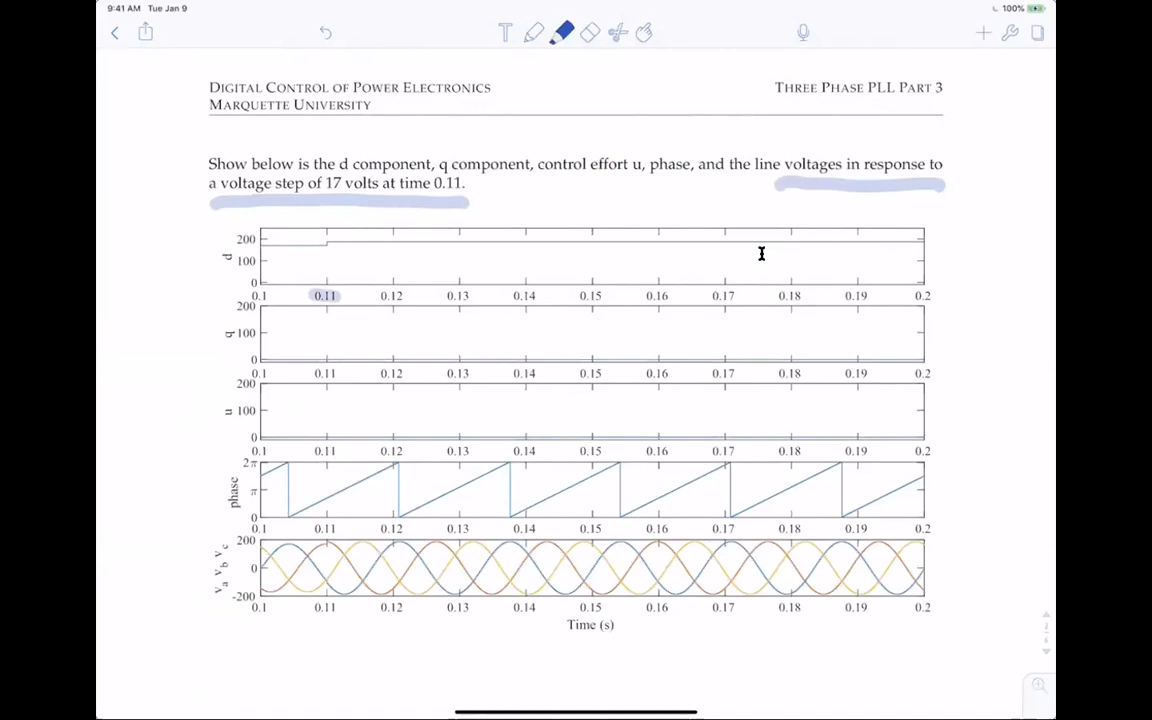 9:41 AM Tue Jan 9
100%
DIGITAL CONTROL OF POWER ELECTRONICS
THREE PHASE PLL PART 3
MARQUETTE UNIVERSITY
Show below is the d component, q component, control effort u, phase, and the line voltages in response to
a voltage step of 17 volts at time 0.11.
200
d 100
0
0.1 0.11 0.12 0.13 0.14 0.15 0.16 0.17 0.18 0.19 0.2
200
q 100
0
0.1 0.11 0.12 0.13 0.14 0.15 0.16 0.17 0.18 0.19 0.2
200
u 100
0
0.1 0.11 0.12 0.13 0.14 0.15 0.16 0.17 0.18 0.19 0.2
2π
phase π
0
0.1 0.11 0.12 0.13 0.14 0.15 0.16 0.17 0.18 0.19 0.2
200
va vb vc 0
-200
0.1 0.11 0.12 0.13 0.14 0.15 0.16 0.17 0.18 0.19 0.2
Time (s)